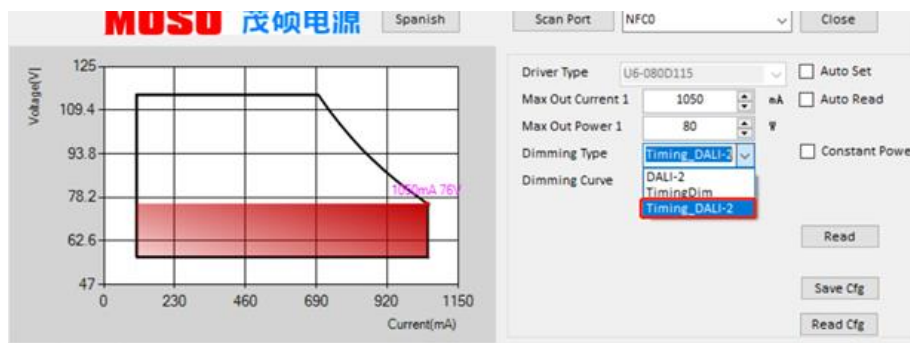 MOSO 茂硕电源 Spanish Scan Port NFC0 Close
Voltage[V]
125
109.4
93.8
78.2
62.6
47
1050mA 76V
0 230 460 690 920 1150
Current(mA)
Driver Type U6-080D115 Auto Set
Max Out Current 1 1050 mA Auto Read
Max Out Power 1 80 W
Dimming Type Timing_DALI-2 Constant Powe
Dimming Curve DALI-2
TimingDim
Timing_DALI-2
Read
Save Cfg
Read Cfg